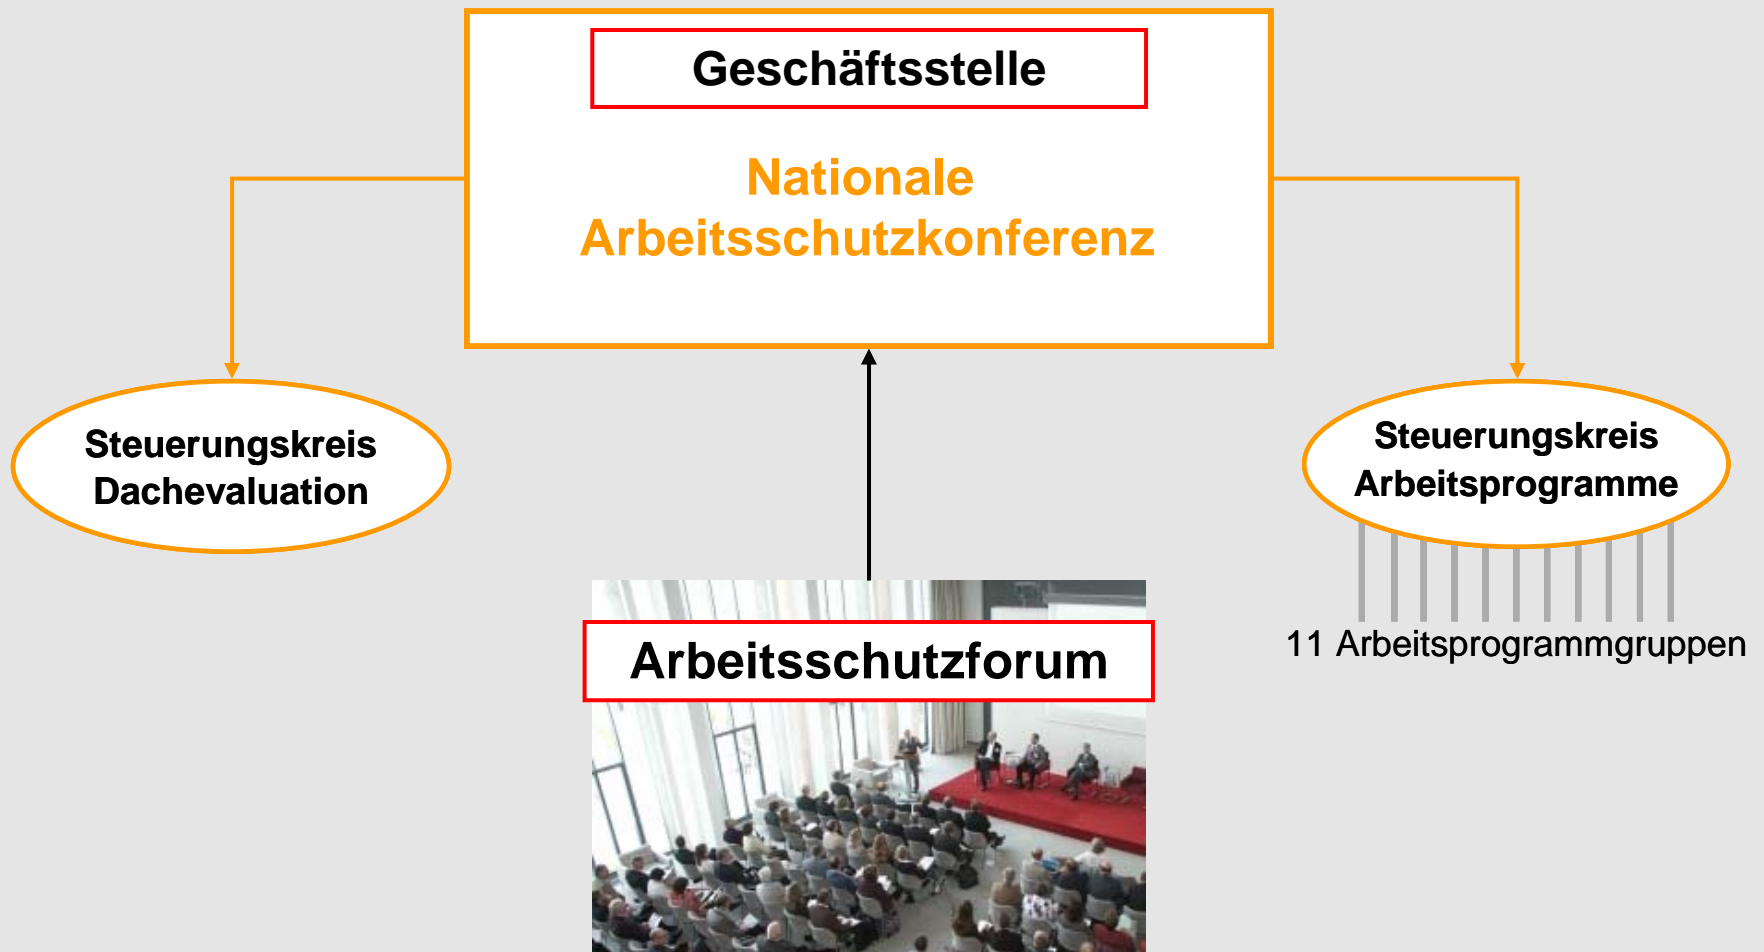 Geschäftsstelle
Nationale
Arbeitsschutzkonferenz
Steuerungskreis
Dachevaluation
Steuerungskreis
Arbeitsprogramme
11 Arbeitsprogrammgruppen
Arbeitsschutzforum